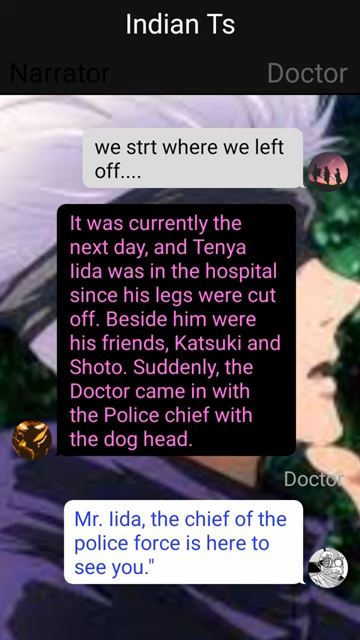 Indian Ts
Narrator
Doctor
we strt where we left
off....
It was currently the
next day, and Tenya
Iida was in the hospital
since his legs were cut
off. Beside him were
his friends, Katsuki and
Shoto. Suddenly, the
Doctor came in with
the Police chief with
the dog head.
Doctor
Mr. Iida, the chief of the
police force is here to
see you."